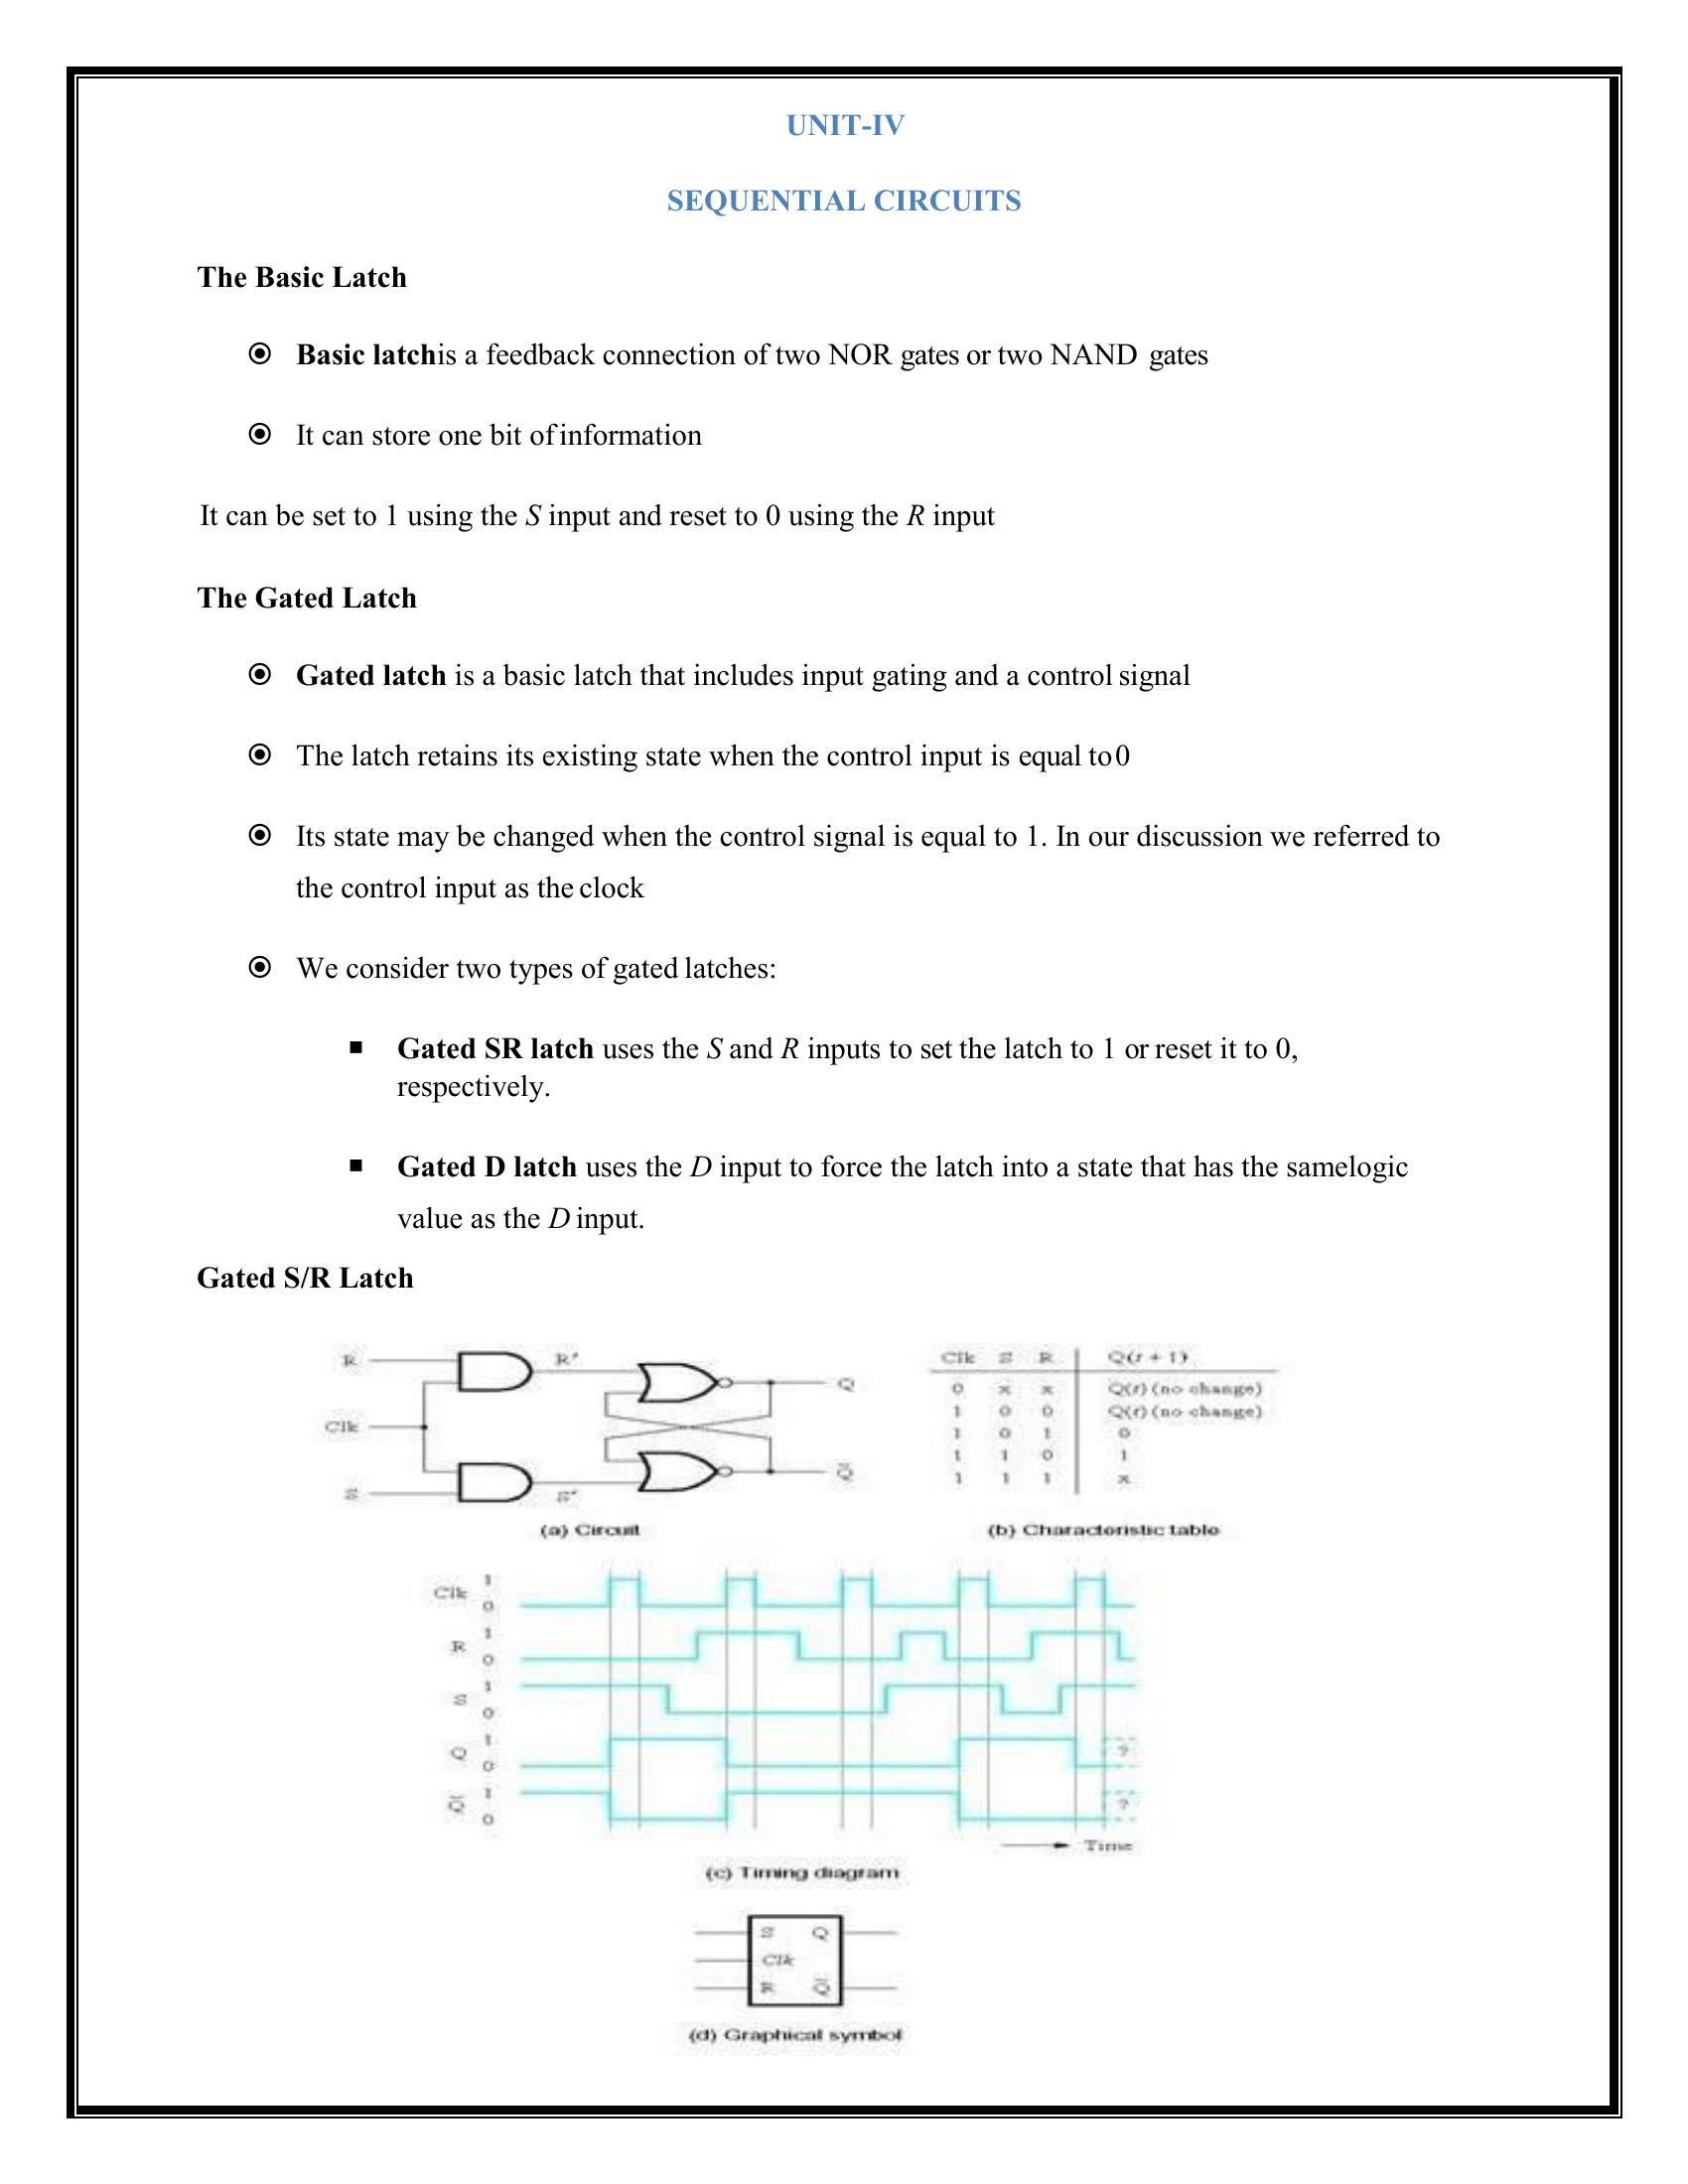 UNIT-IV
SEQUENTIAL CIRCUITS
The Basic Latch
Basic latchis a feedback connection of two NOR gates or two NAND gates
It can store one bit of information
It can be set to 1 using the S input and reset to 0 using the R input
The Gated Latch
Gated latch is a basic latch that includes input gating and a control signal
The latch retains its existing state when the control input is equal to 0
Its state may be changed when the control signal is equal to 1. In our discussion we referred to
the control input as the clock
We consider two types of gated latches:
Gated SR latch uses the S and R inputs to set the latch to 1 or reset it to 0,
respectively.
Gated D latch uses the D input to force the latch into a state that has the samelogic
value as the D input.
Gated S/R Latch
R
R′
Q
Clk
S
S′
Q̅
(a) Circuit
Clk S R Q(t + 1)
0 x x Q(t) (no change)
1 0 0 Q(t) (no change)
1 0 1 0
1 1 0 1
1 1 1 x
(b) Characteristic table
Clk 1
0
R 1
0
S 1
0
Q 1
0
?
Q̅ 1
0
?
Time
(c) Timing diagram
S Q
Clk
R Q̅
(d) Graphical symbol